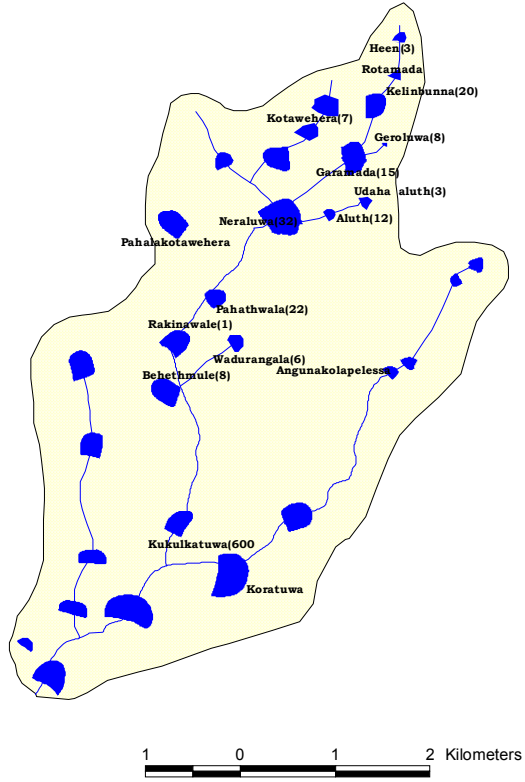 Heen(3)
Rotamada
Kelinbunna(20)
Kotawehera(7)
Geroluwa(8)
Garamada(15)
Udaha aluth(3)
Neraluwa(32)
Aluth(12)
Pahalakotawehera
Pahathwala(22)
Rakinawale(1)
Wadurangala(6)
Angunakolapelessa
Behethmule(8)
Kukulkatuwa(600
Koratuwa
1 0 1 2 Kilometers